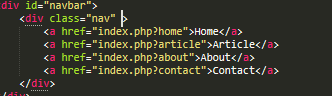 div id="navbar">
<div class="nav" >
<a href="index.php?home">Home</a>
<a href="index.php?article">Article</a>
<a href="index.php?about">About</a>
<a href="index.php?contact">Contact</a>
</div>
</div>